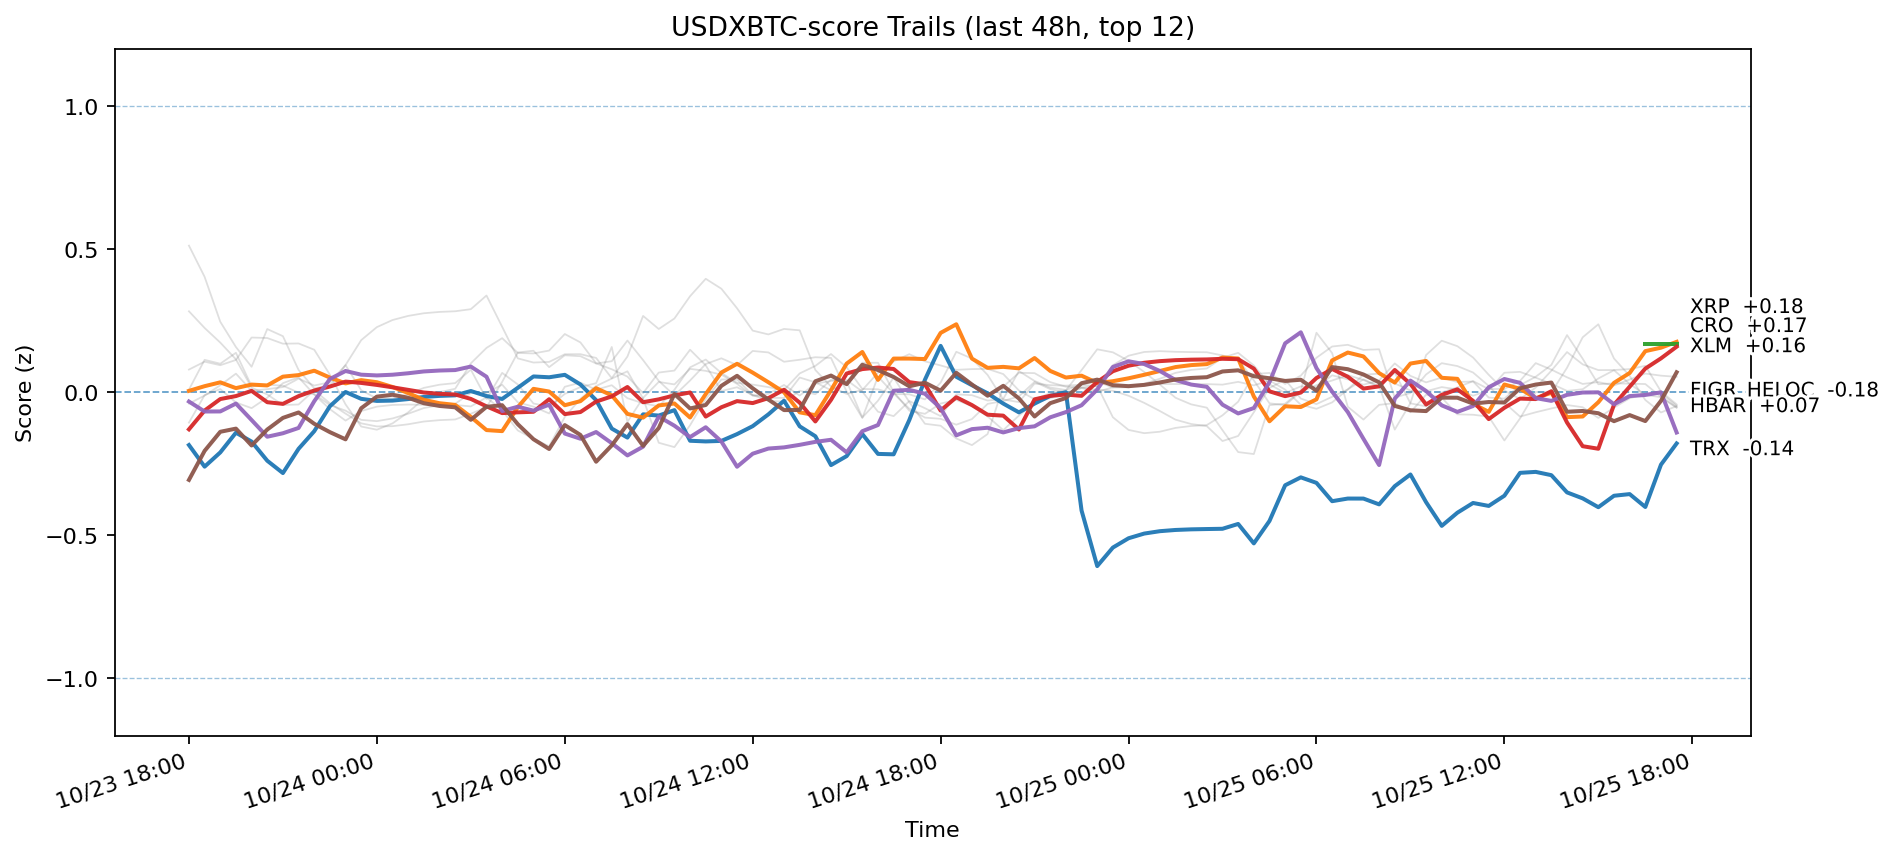 USDXBTC-score Trails (last 48h, top 12)
Score (z)
1.0
0.5
0.0
−0.5
−1.0
XRP +0.18
CRO +0.17
XLM +0.16
FIGR_HELOC -0.18
HBAR +0.07
TRX -0.14
10/23 18:00
10/24 00:00
10/24 06:00
10/24 12:00
10/24 18:00
10/25 00:00
10/25 06:00
10/25 12:00
10/25 18:00
Time